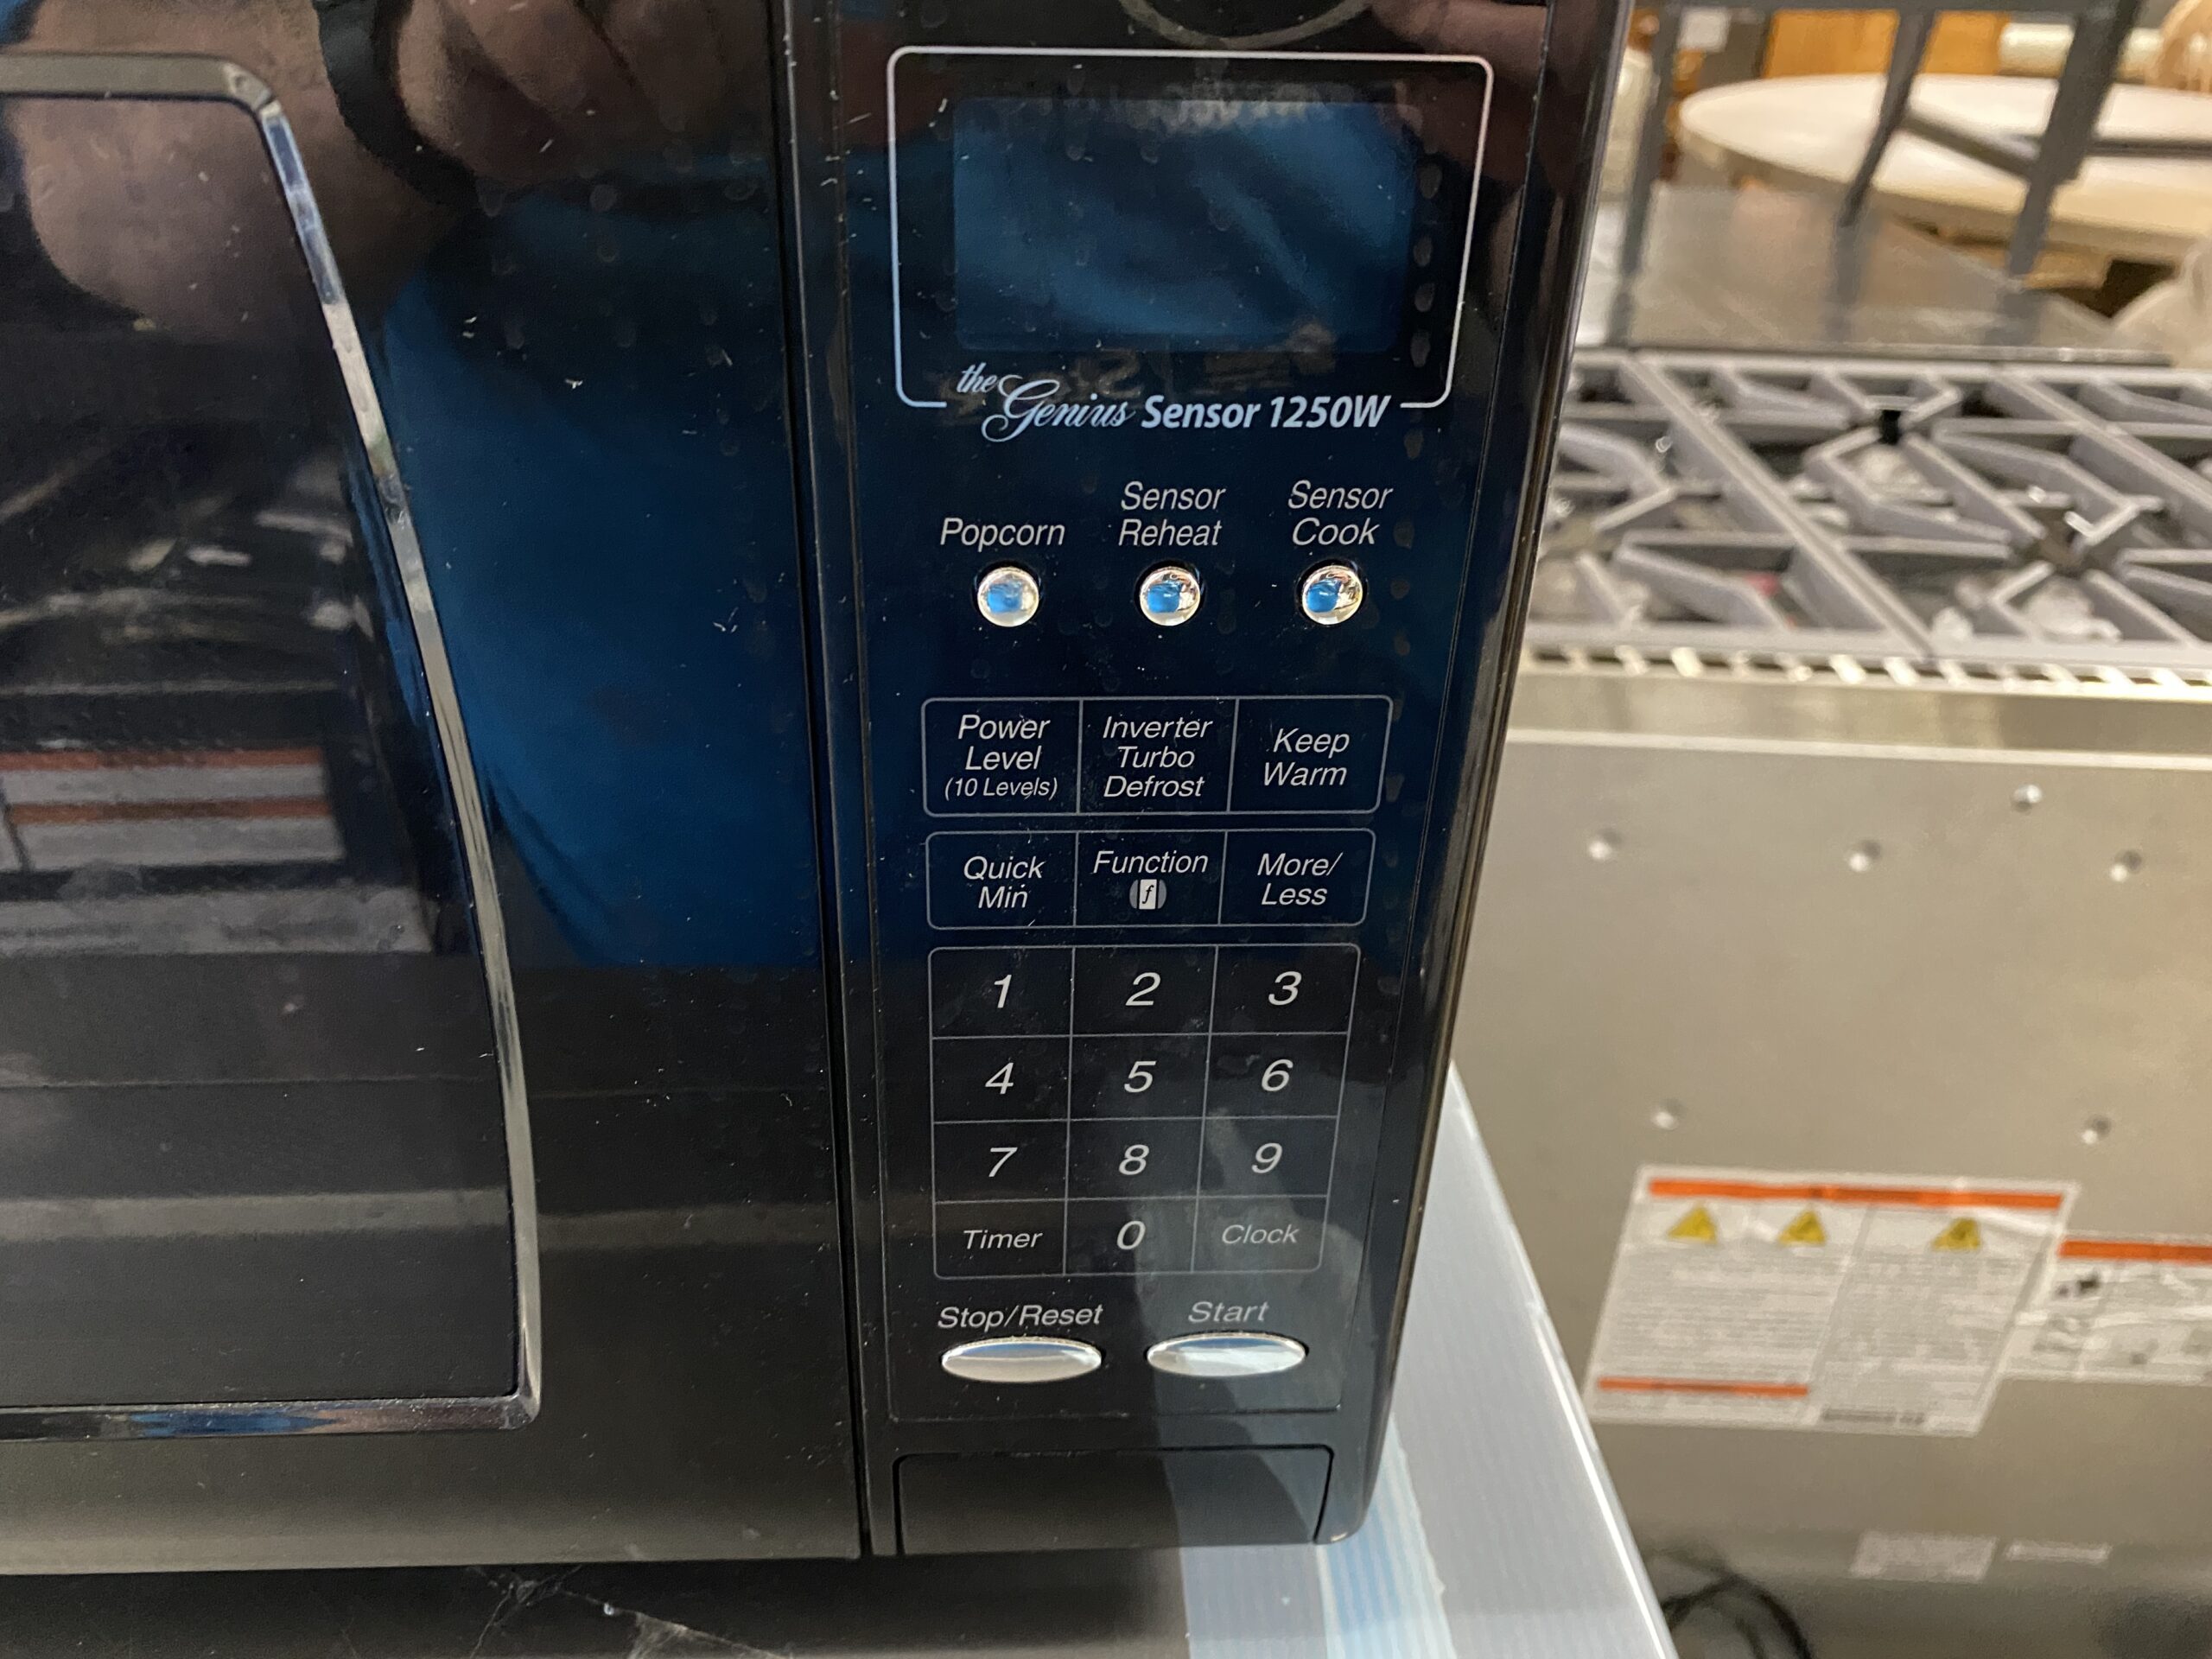 the Genius Sensor 1250W
Popcorn
Sensor
Reheat
Sensor
Cook
Power
Level
(10 Levels)
Inverter
Turbo
Defrost
Keep
Warm
Quick
Min
Function
f
More/
Less
1 2 3
4 5 6
7 8 9
Timer 0 Clock
Stop/Reset Start